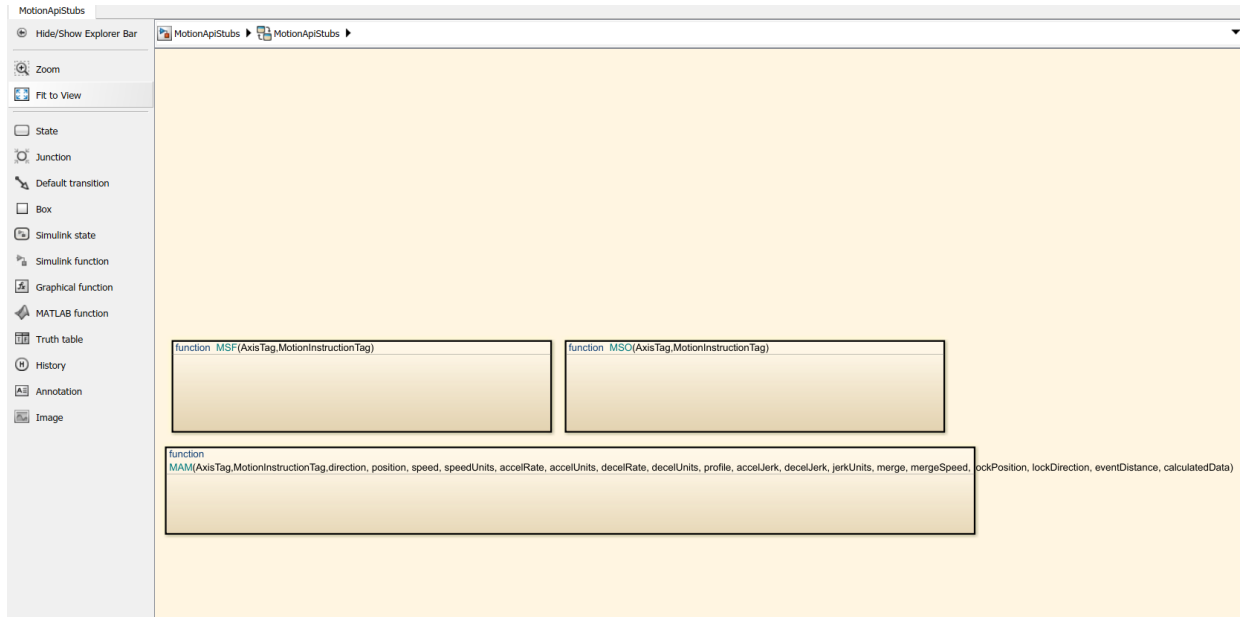 MotionApiStubs
Hide/Show Explorer Bar
MotionApiStubs MotionApiStubs
Zoom
Fit to View
State
Junction
Default transition
Box
Simulink state
Simulink function
Graphical function
MATLAB function
Truth table
History
Annotation
Image
function MSF(AxisTag,MotionInstructionTag)
function MSO(AxisTag,MotionInstructionTag)
function
MAM(AxisTag,MotionInstructionTag,direction, position, speed, speedUnits, accelRate, accelUnits, decelRate, decelUnits, profile, accelJerk, decelJerk, jerkUnits, merge, mergeSpeed, lockPosition, lockDirection, eventDistance, calculatedData)